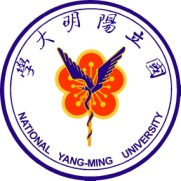 國立陽明大學
NATIONAL YANG-MING UNIVERSITY